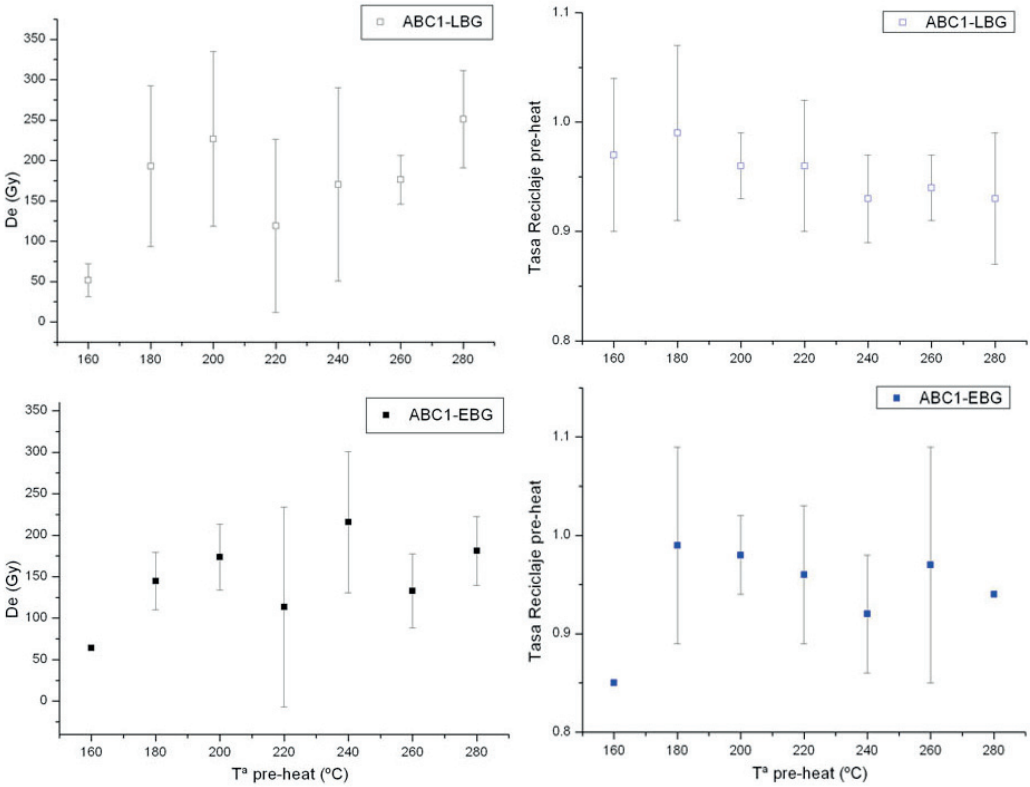 ABC1-LBG
De (Gy)
350
300
250
200
150
100
50
0
160 180 200 220 240 260 280
ABC1-LBG
Tasa Reciclaje pre-heat
1.1
1.0
0.9
0.8
160 180 200 220 240 260 280
ABC1-EBG
De (Gy)
350
300
250
200
150
100
50
0
160 180 200 220 240 260 280
Tª pre-heat (ºC)
ABC1-EBG
Tasa Reciclaje pre-heat
1.1
1.0
0.9
0.8
160 180 200 220 240 260 280
Tª pre-heat (ºC)